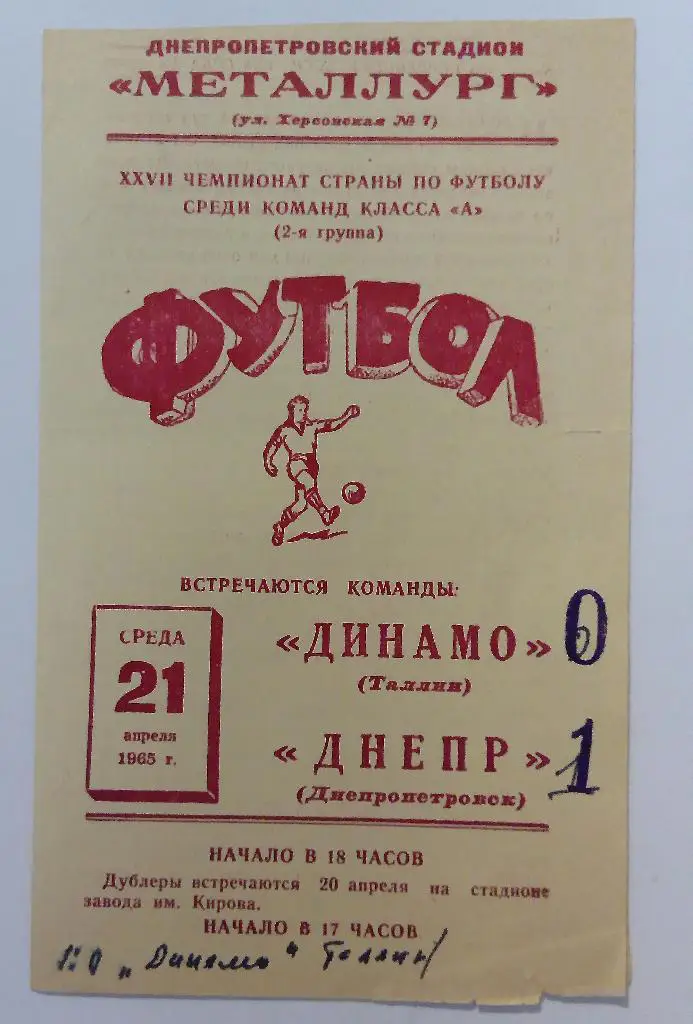 ДНЕПРОПЕТРОВСКИЙ СТАДИОН
«МЕТАЛЛУРГ»
(ул. Херсонская № 7)
XXVII ЧЕМПИОНАТ СТРАНЫ ПО ФУТБОЛУ
СРЕДИ КОМАНД КЛАССА «А»
(2-я группа)
ФУТБОЛ
ВСТРЕЧАЮТСЯ КОМАНДЫ:
СРЕДА
21
апреля
1965 г.
«ДИНАМО» 0
(Таллин)
«ДНЕПР» 1
(Днепропетровск)
НАЧАЛО В 18 ЧАСОВ
Дублеры встречаются 20 апреля на стадионе
завода им. Кирова.
НАЧАЛО В 17 ЧАСОВ
1:0 „Динамо" Таллин